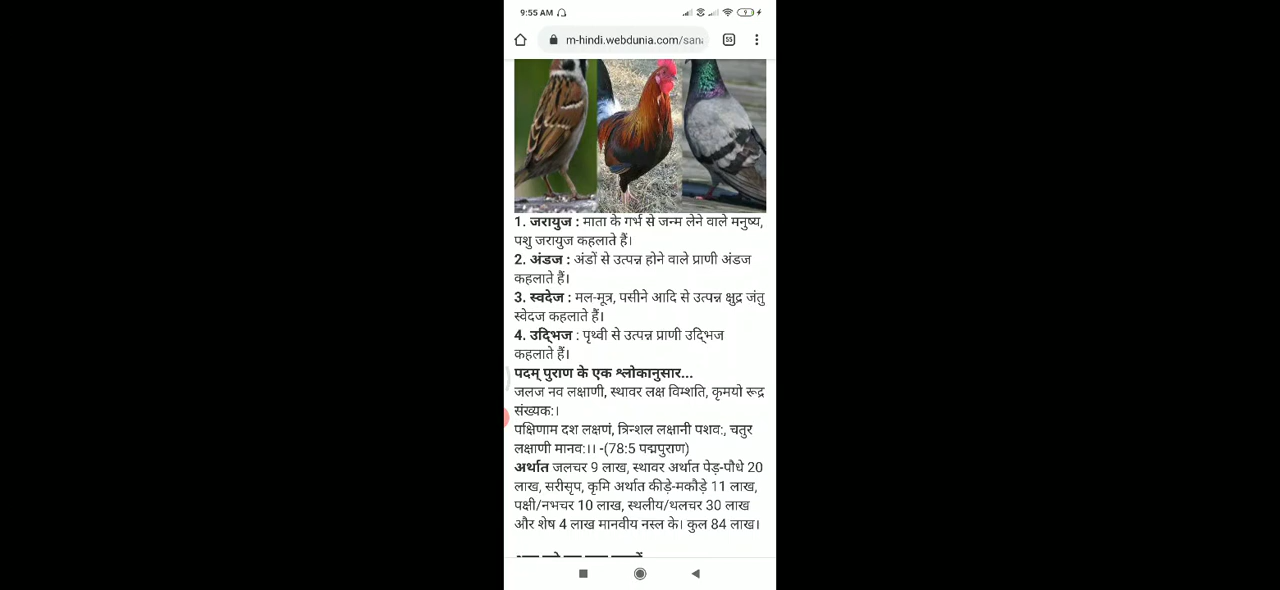 9:55 AM
9
m-hindi.webdunia.com/san
55
1. जरायुज : माता के गर्भ से जन्म लेने वाले मनुष्य,
पशु जरायुज कहलाते हैं।
2. अंडज : अंडों से उत्पन्न होने वाले प्राणी अंडज
कहलाते हैं।
3. स्वदेज : मल-मूत्र, पसीने आदि से उत्पन्न क्षुद्र जंतु
स्वेदज कहलाते हैं।
4. उदि्भज : पृथ्वी से उत्पन्न प्राणी उदि्भज
कहलाते हैं।
पदम् पुराण के एक श्लोकानुसार...
जलज नव लक्षाणी, स्थावर लक्ष विम्शति, कृमयो रूद्र
संख्यक:।
पक्षिणाम दश लक्षणं, त्रिन्शल लक्षानी पशव:, चतुर
लक्षाणी मानव:।। -(78:5 पद्मपुराण)
अर्थात जलचर 9 लाख, स्थावर अर्थात पेड़-पौधे 20
लाख, सरीसृप, कृमि अर्थात कीड़े-मकौड़े 11 लाख,
पक्षी/नभचर 10 लाख, स्थलीय/थलचर 30 लाख
और शेष 4 लाख मानवीय नस्ल के। कुल 84 लाख।